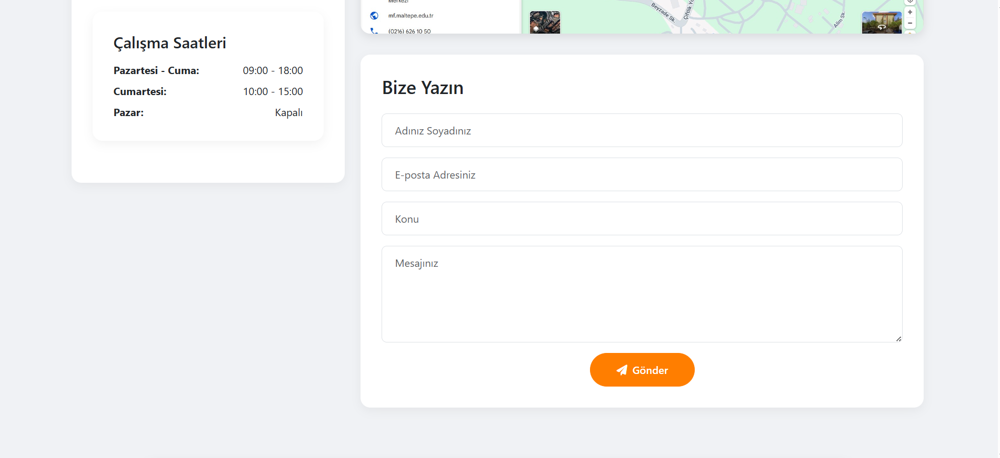 Çalışma Saatleri
Pazartesi - Cuma: 09:00 - 18:00
Cumartesi: 10:00 - 15:00
Pazar: Kapalı
Merkezi
mf.maltepe.edu.tr
(0216) 626 10 50
Beyzade Sk.
Çiftlik Yo
Alim Sk.
Bize Yazın
Adınız Soyadınız
E-posta Adresiniz
Konu
Mesajınız
Gönder